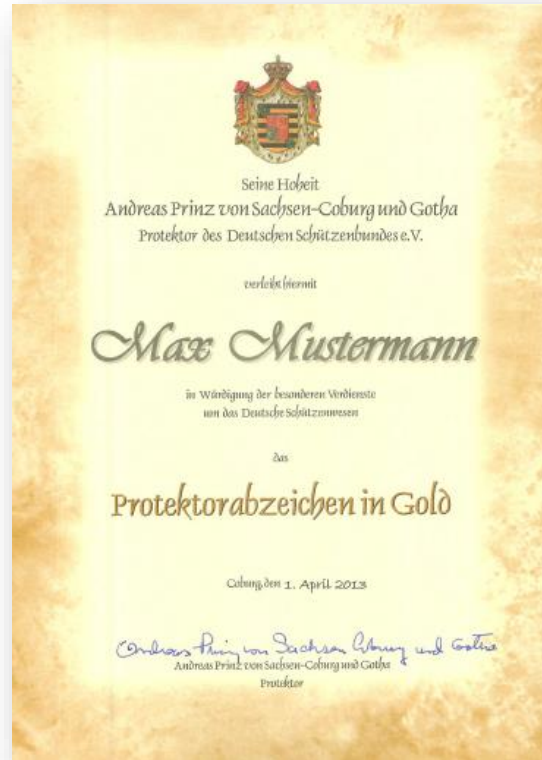 Seine Hoheit
Andreas Prinz von Sachsen-Coburg und Gotha
Protektor des Deutschen Schützenbundes e.V.
verleiht hiermit
Max Mustermann
in Würdigung der besonderen Verdienste
um das Deutsche Schützenwesen
das
Protektorabzeichen in Gold
Coburg, den 1. April 2013
Andreas Prinz von Sachsen Coburg und Gotha
Andreas Prinz von Sachsen-Coburg und Gotha
Protektor